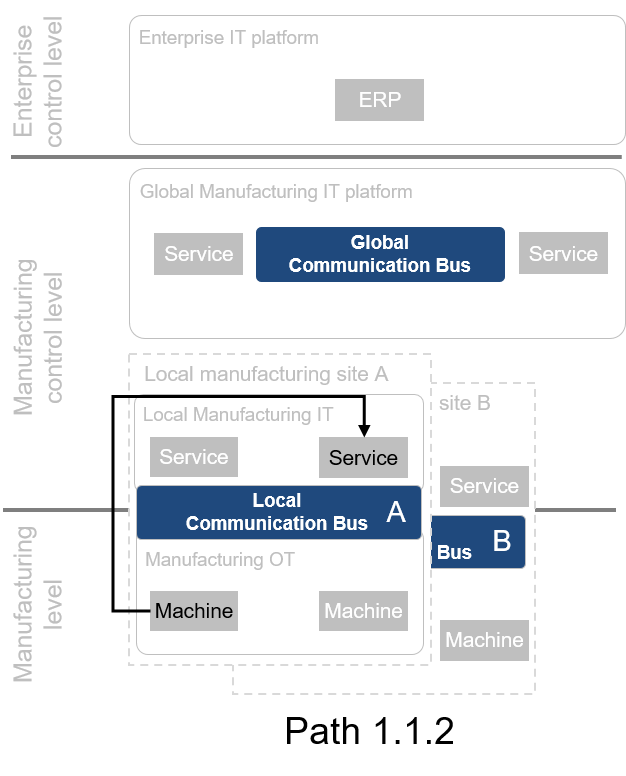 Enterprise
control level
Enterprise IT platform
ERP
Manufacturing
control level
Global Manufacturing IT platform
Service
Global
Communication Bus
Service
Local manufacturing site A
Local Manufacturing IT
Service
Service
site B
Service
Local
Communication Bus
A
Bus
B
Manufacturing
level
Manufacturing OT
Machine
Machine
Machine
Path 1.1.2